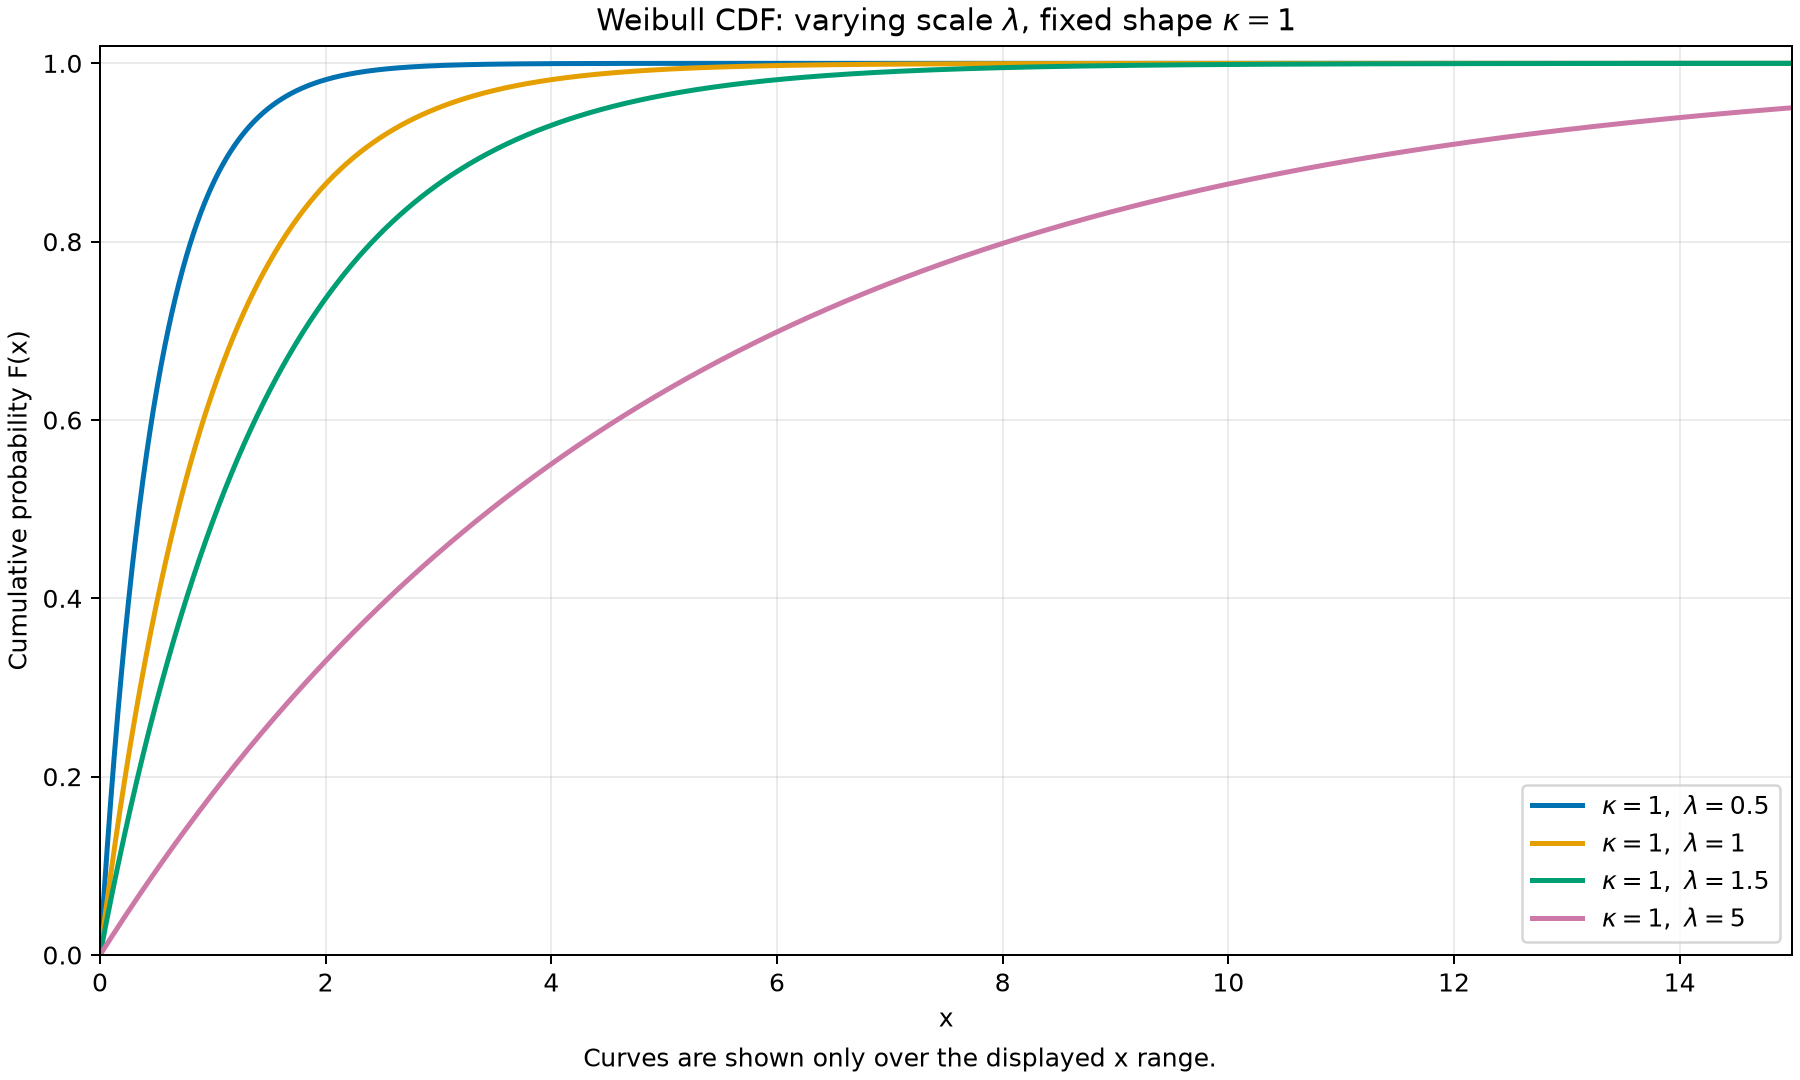 Weibull CDF: varying scale λ, fixed shape κ = 1
Cumulative probability F(x)
1.0
0.8
0.6
0.4
0.2
0.0
0 2 4 6 8 10 12 14
κ = 1, λ = 0.5
κ = 1, λ = 1
κ = 1, λ = 1.5
κ = 1, λ = 5
x
Curves are shown only over the displayed x range.